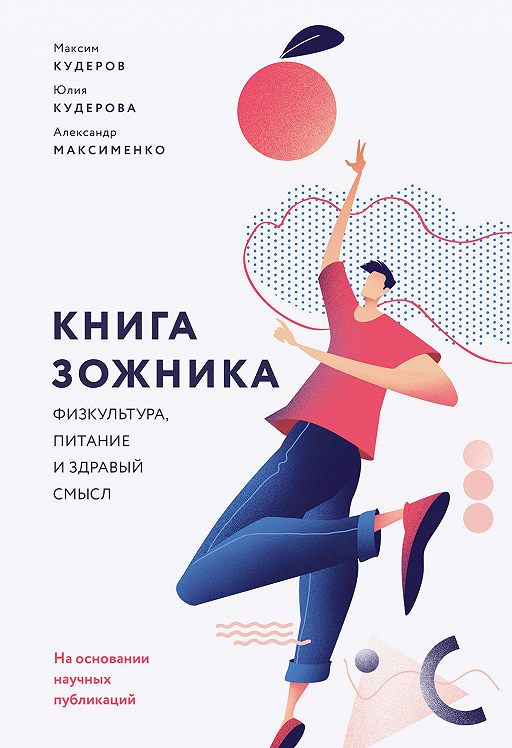 Максим
КУДЕРОВ
Юлия
КУДЕРОВА
Александр
МАКСИМЕНКО
КНИГА
ЗОЖНИКА
ФИЗКУЛЬТУРА,
ПИТАНИЕ
И ЗДРАВЫЙ
СМЫСЛ
На основании
научных
публикаций